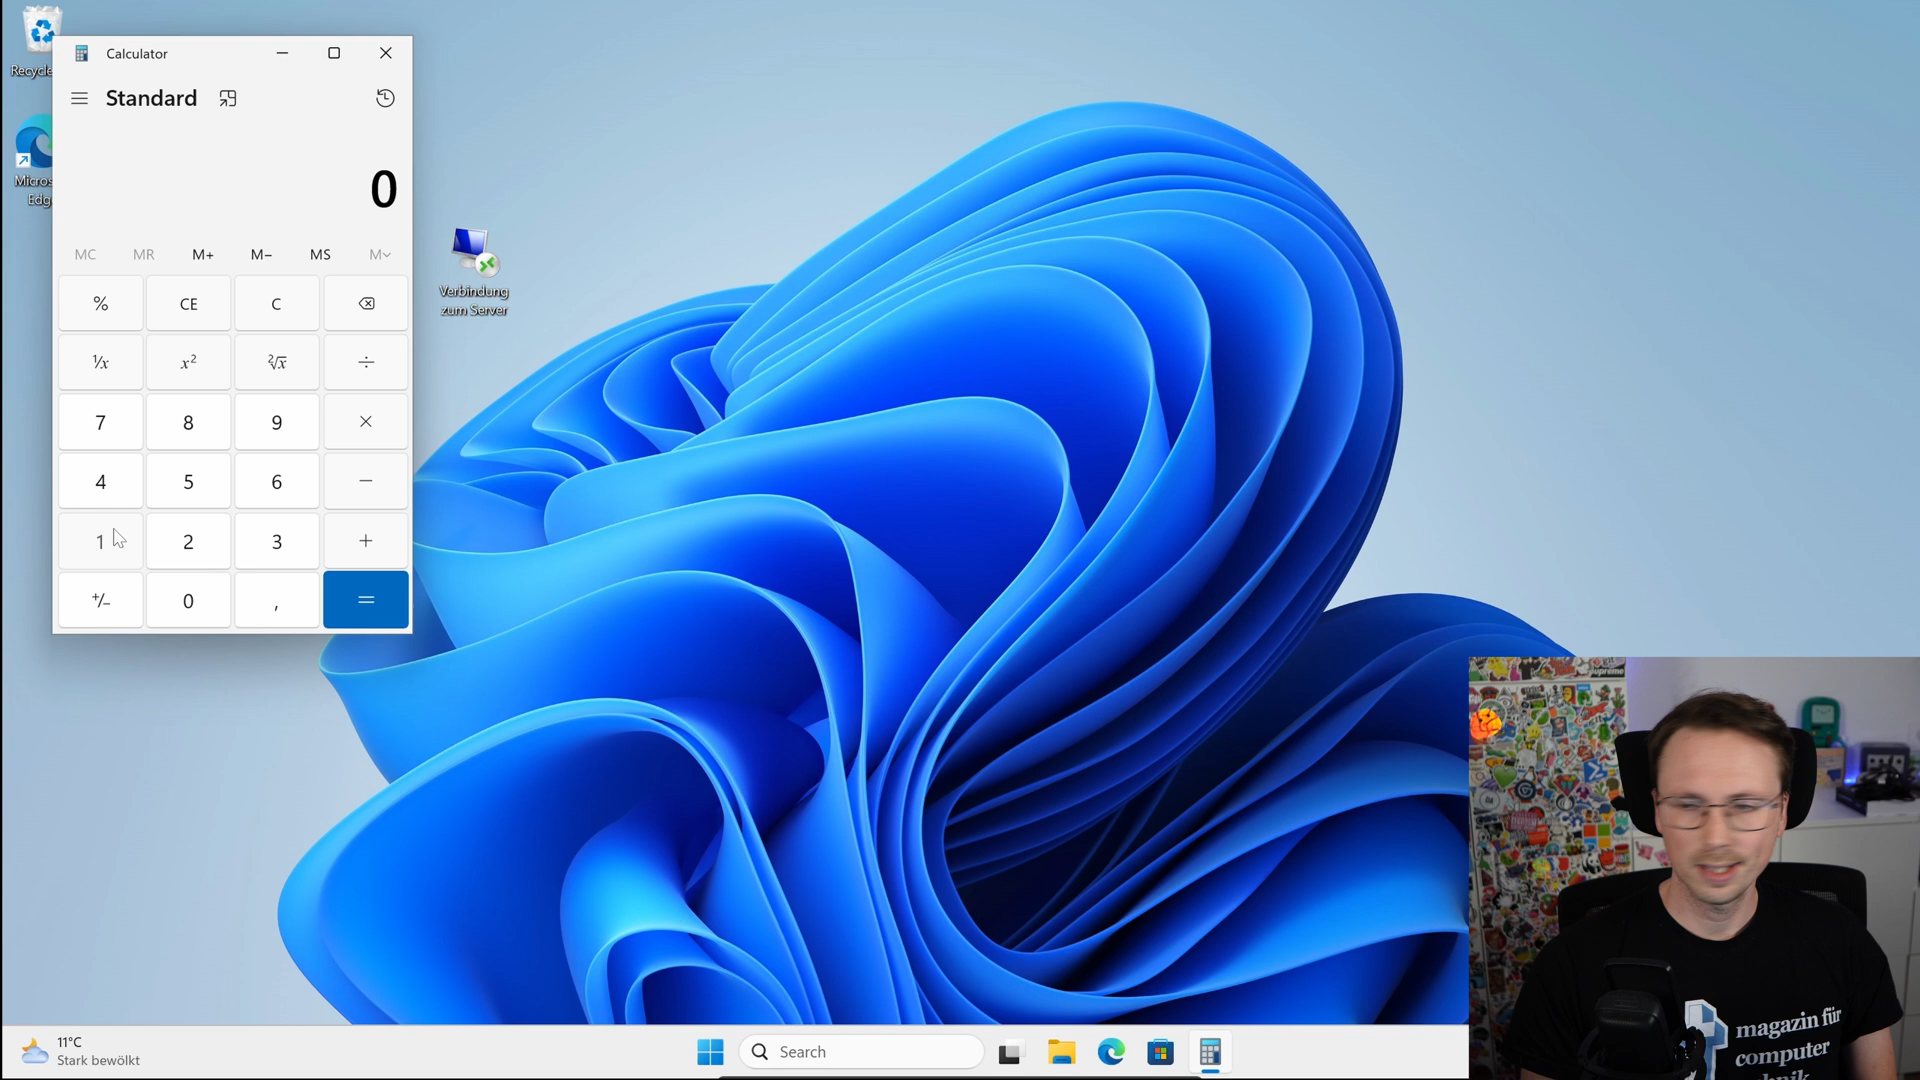 Recycle
Calculator
Standard
0
MC MR M+ M− MS M
% CE C
1/x x² ²√x ÷
7 8 9 ×
4 5 6 −
1 2 3 +
+/− 0 , =
Micros
Edg
Verbindung
zum Server
11°C
Stark bewölkt
Search
magazin für
computer